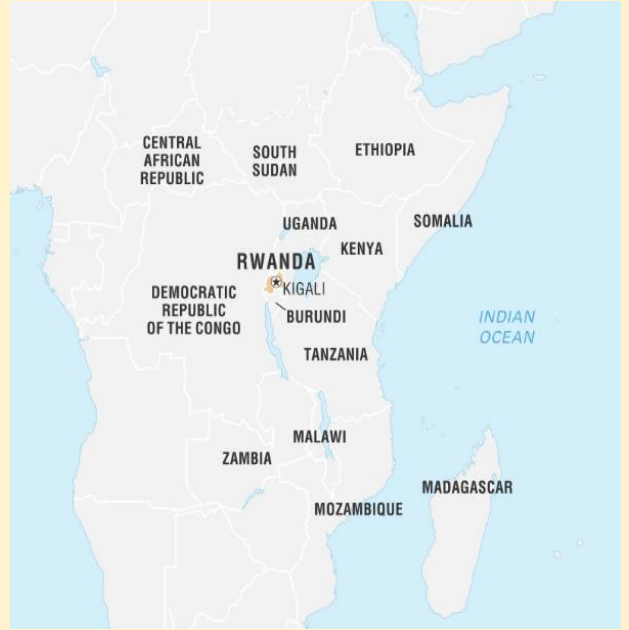 CENTRAL
AFRICAN
REPUBLIC
SOUTH
SUDAN
ETHIOPIA
UGANDA
SOMALIA
KENYA
RWANDA
KIGALI
DEMOCRATIC
REPUBLIC
OF THE CONGO
BURUNDI
INDIAN
OCEAN
TANZANIA
MALAWI
ZAMBIA
MADAGASCAR
MOZAMBIQUE